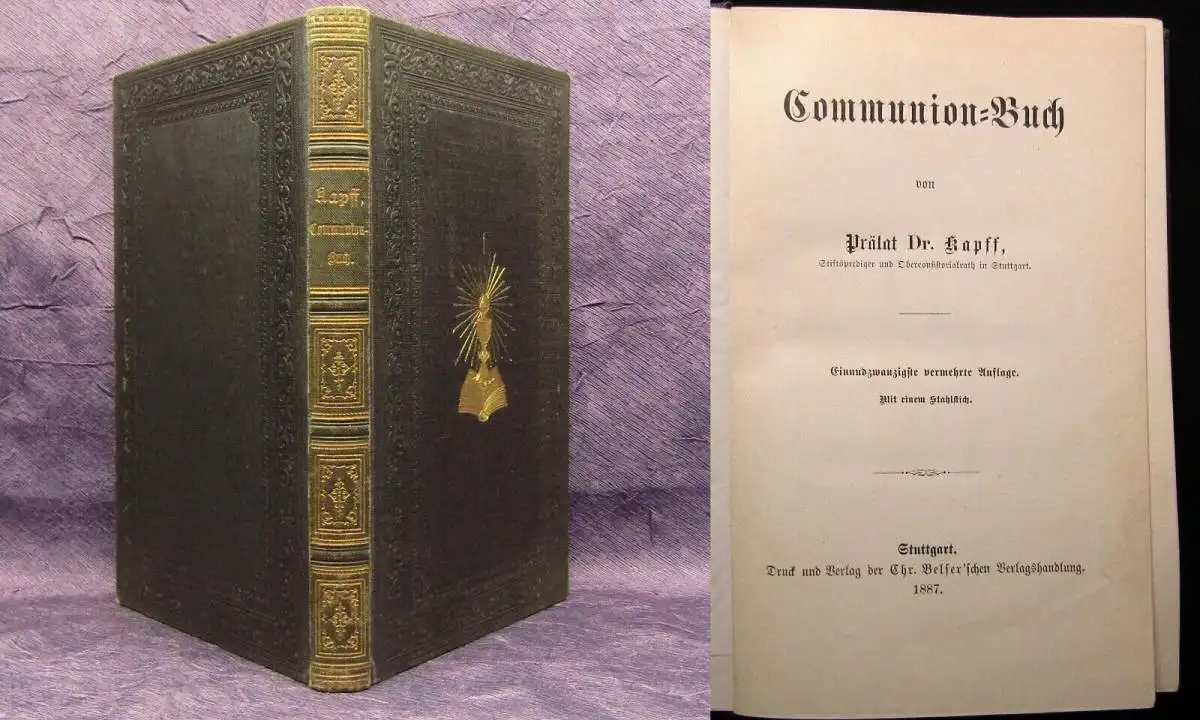 Kapff,
Communion-
Buch.
Communion-Buch
von
Prälat Dr. Kapff,
Stiftsprediger und Oberconsistorialrath in Stuttgart.
Einundzwanzigste vermehrte Auflage.
Mit einem Stahlstich.
Stuttgart.
Druck und Verlag der Chr. Belser'schen Verlagshandlung.
1887.